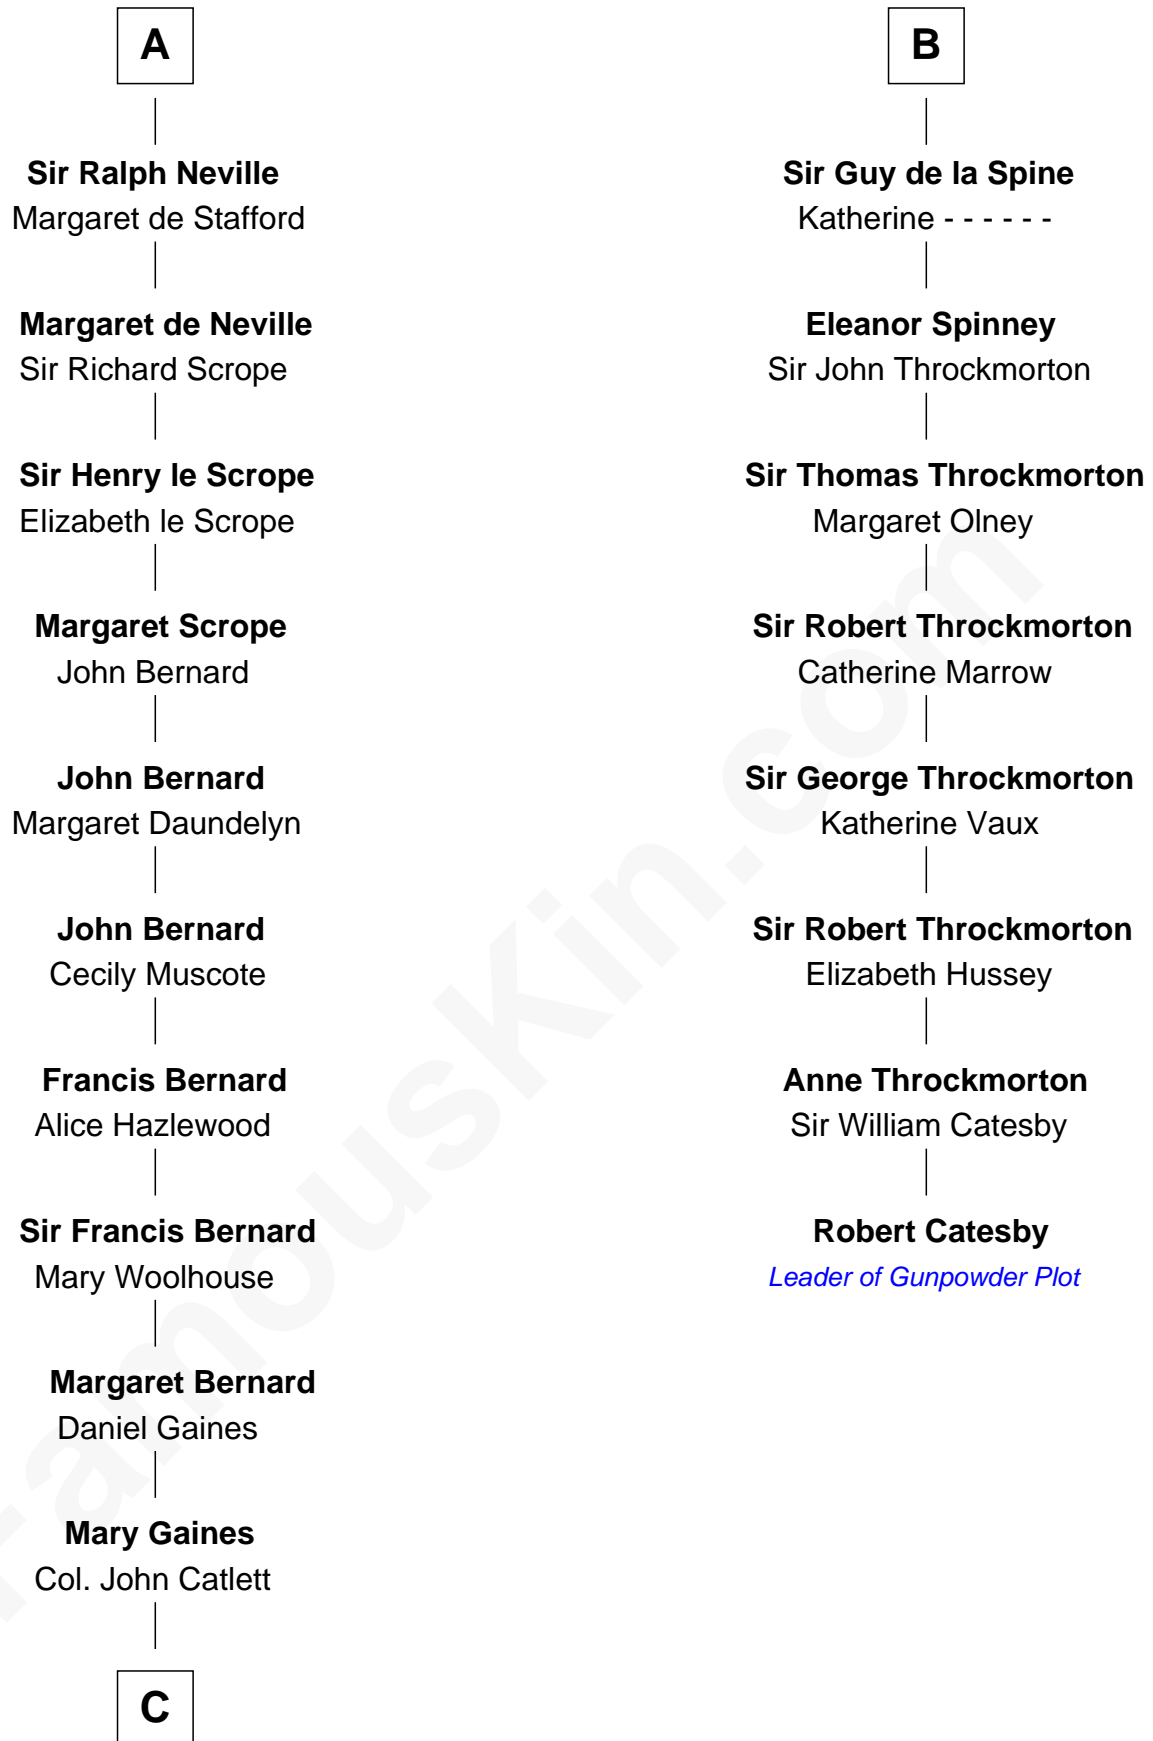 A
Sir Ralph Neville
Margaret de Stafford
Margaret de Neville
Sir Richard Scrope
Sir Henry le Scrope
Elizabeth le Scrope
Margaret Scrope
John Bernard
John Bernard
Margaret Daundelyn
John Bernard
Cecily Muscote
Francis Bernard
Alice Hazlewood
Sir Francis Bernard
Mary Woolhouse
Margaret Bernard
Daniel Gaines
Mary Gaines
Col. John Catlett
C
B
Sir Guy de la Spine
Katherine - - - - - -
Eleanor Spinney
Sir John Throckmorton
Sir Thomas Throckmorton
Margaret Olney
Sir Robert Throckmorton
Catherine Marrow
Sir George Throckmorton
Katherine Vaux
Sir Robert Throckmorton
Elizabeth Hussey
Anne Throckmorton
Sir William Catesby
Robert Catesby
Leader of Gunpowder Plot
FamousKin.com